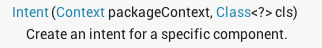 Intent(Context packageContext, Class<?> cls)
Create an intent for a specific component.